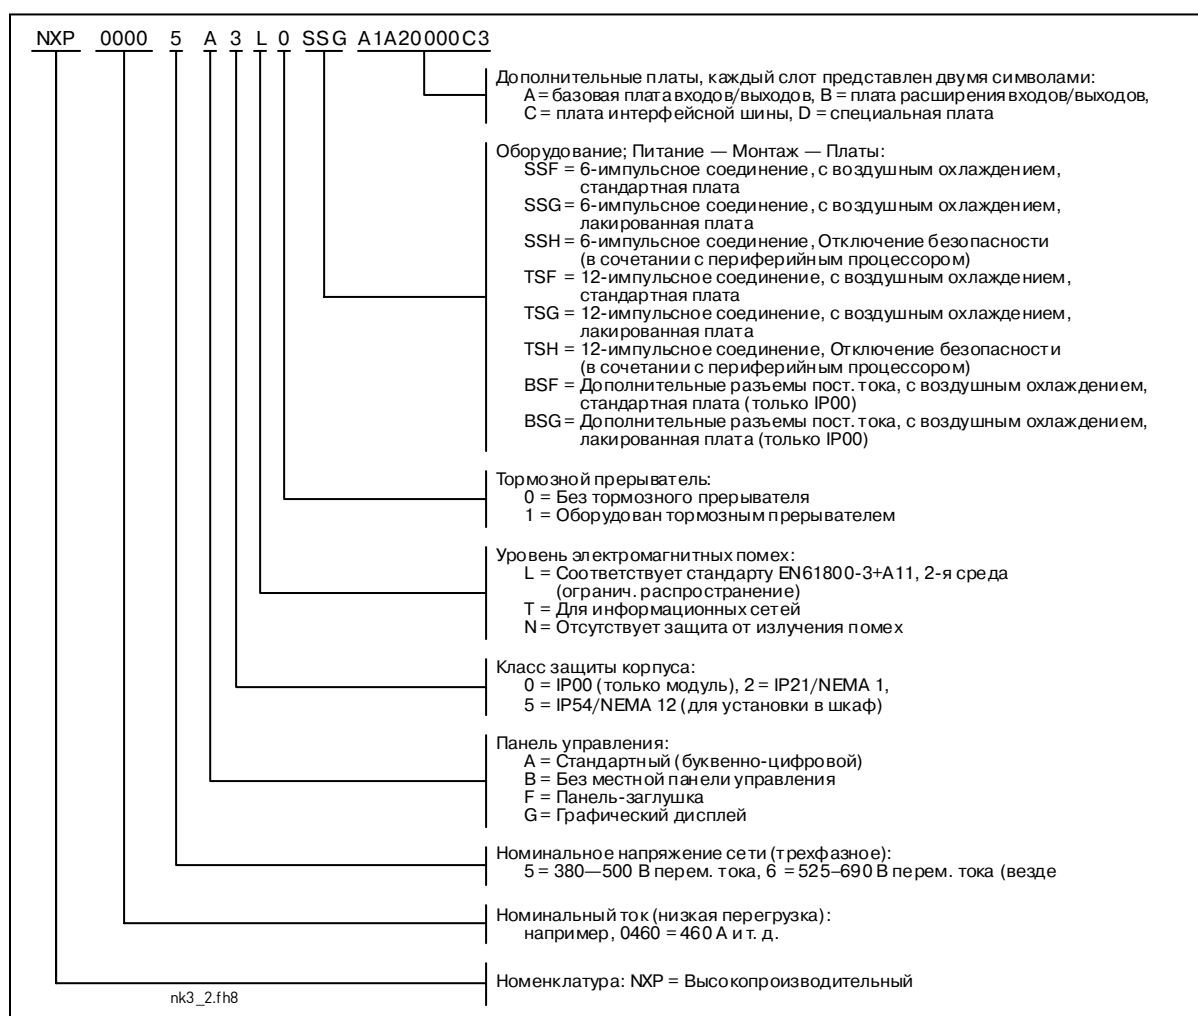 NXP 0000 5 A 3 L 0 SSG A1A20000C3
Дополнительные платы, каждый слот представлен двумя символами:
A = базовая плата входов/выходов, B = плата расширения входов/выходов,
C = плата интерфейсной шины, D = специальная плата
Оборудование; Питание — Монтаж — Платы:
SSF = 6-импульсное соединение, с воздушным охлаждением,
стандартная плата
SSG = 6-импульсное соединение, с воздушным охлаждением,
лакированная плата
SSH = 6-импульсное соединение, Отключение безопасности
(в сочетании с периферийным процессором)
TSF = 12-импульсное соединение, с воздушным охлаждением,
стандартная плата
TSG = 12-импульсное соединение, с воздушным охлаждением,
лакированная плата
TSH = 12-импульсное соединение, Отключение безопасности
(в сочетании с периферийным процессором)
BSF = Дополнительные разъемы пост. тока, с воздушным охлаждением,
стандартная плата (только IP00)
BSG = Дополнительные разъемы пост. тока, с воздушным охлаждением,
лакированная плата (только IP00)
Тормозной прерыватель:
0 = Без тормозного прерывателя
1 = Оборудован тормозным прерывателем
Уровень электромагнитных помех:
L = Соответствует стандарту EN61800-3+A11, 2-я среда
(огранич. распространение)
T = Для информационных сетей
N = Отсутствует защита от излучения помех
Класс защиты корпуса:
0 = IP00 (только модуль), 2 = IP21/NEMA 1,
5 = IP54/NEMA 12 (для установки в шкаф)
Панель управления:
A = Стандартный (буквенно-цифровой)
B = Без местной панели управления
F = Панель-заглушка
G = Графический дисплей
Номинальное напряжение сети (трехфазное):
5 = 380—500 В перем. тока, 6 = 525–690 В перем. тока (везде
Номинальный ток (низкая перегрузка):
например, 0460 = 460 А и т. д.
Номенклатура: NXP = Высокопроизводительный
nk3_2.fh8